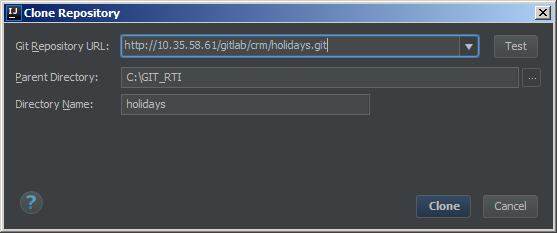 IJ Clone Repository
Git Repository URL: http://10.35.58.61/gitlab/crm/holidays.git Test
Parent Directory: C:\GIT_RTI ...
Directory Name: holidays
? Clone Cancel